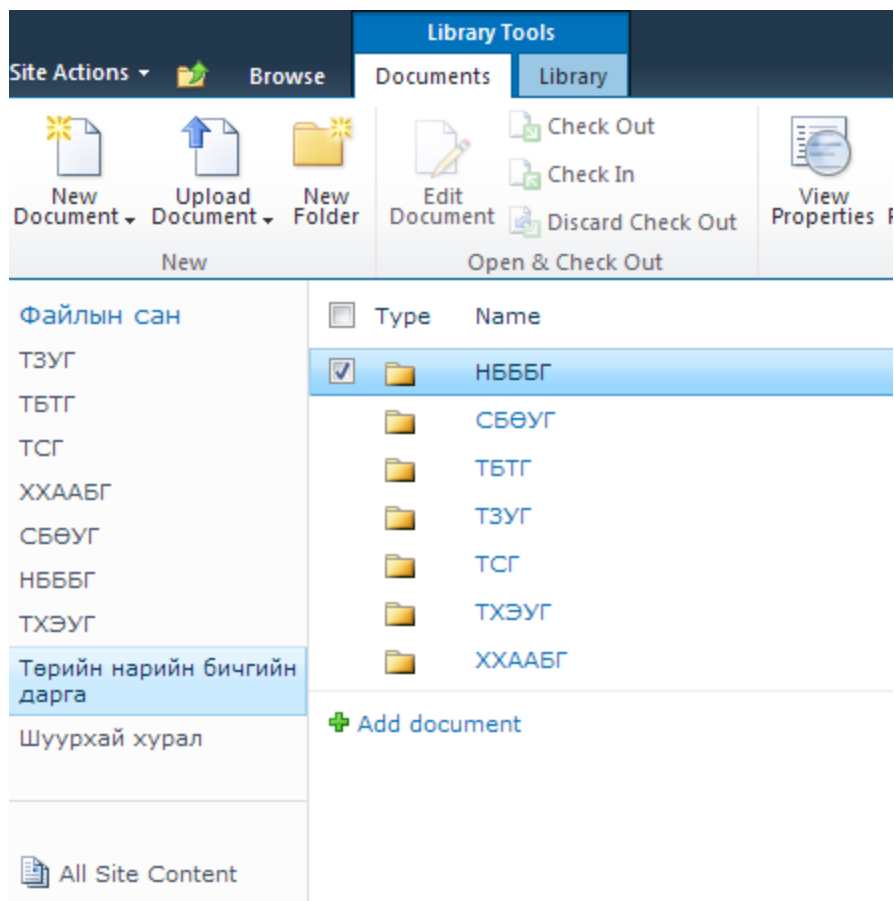 Library Tools
Site Actions
Browse
Documents
Library
New
Document
Upload
Document
New
Folder
Edit
Document
Check Out
Check In
Discard Check Out
View
Properties
New
Open & Check Out
Файлын сан
ТЗУГ
ТБТГ
ТСГ
ХХААБГ
СБӨУГ
НБББГ
ТХЭУГ
Төрийн нарийн бичгийн
дарга
Шуурхай хурал
All Site Content
Type Name
НБББГ
СБӨУГ
ТБТГ
ТЗУГ
ТСГ
ТХЭУГ
ХХААБГ
Add document